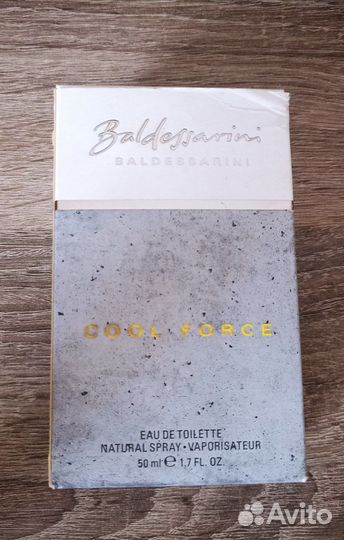 Baldessarini
BALDESSARINI
COOL FORCE
EAU DE TOILETTE
NATURAL SPRAY • VAPORISATEUR
50 ml ℮ 1,7 FL. OZ.
Avito